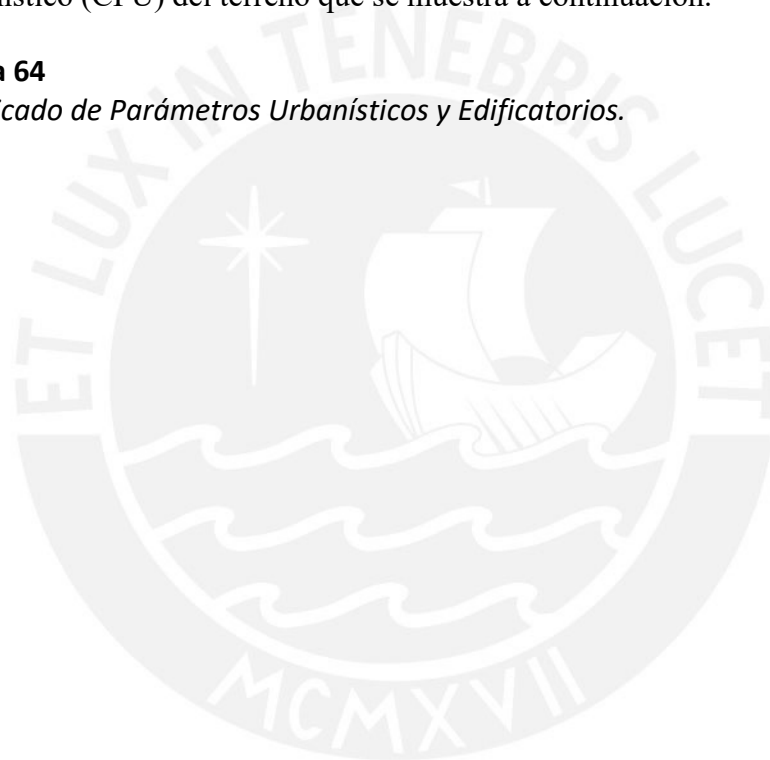 ístico (CPU) del terreno que se muestra a continuación.
a 64
icado de Parámetros Urbanísticos y Edificatorios.
ET LUX IN TENEBRIS LUCET
MCMXVII